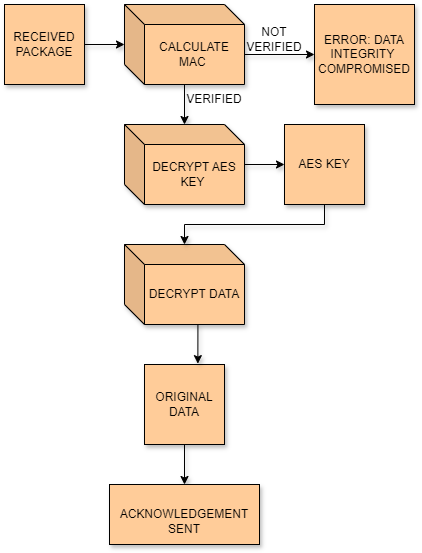 RECEIVED
PACKAGE
CALCULATE
MAC
NOT
VERIFIED
ERROR: DATA
INTEGRITY
COMPROMISED
VERIFIED
DECRYPT AES
KEY
AES KEY
DECRYPT DATA
ORIGINAL
DATA
ACKNOWLEDGEMENT
SENT